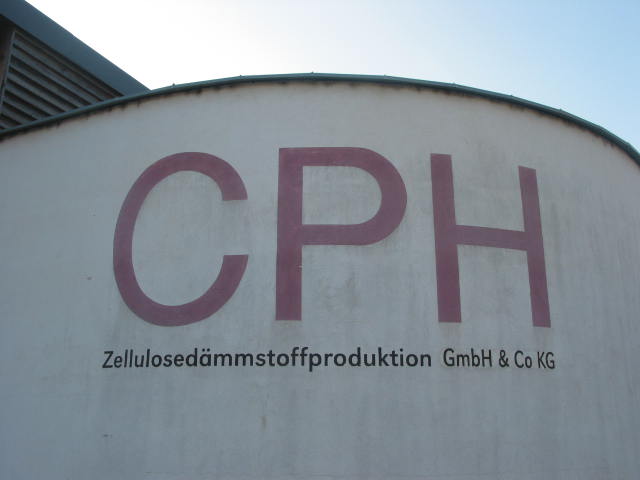 CPH
Zellulosedämmstoffproduktion GmbH & Co KG